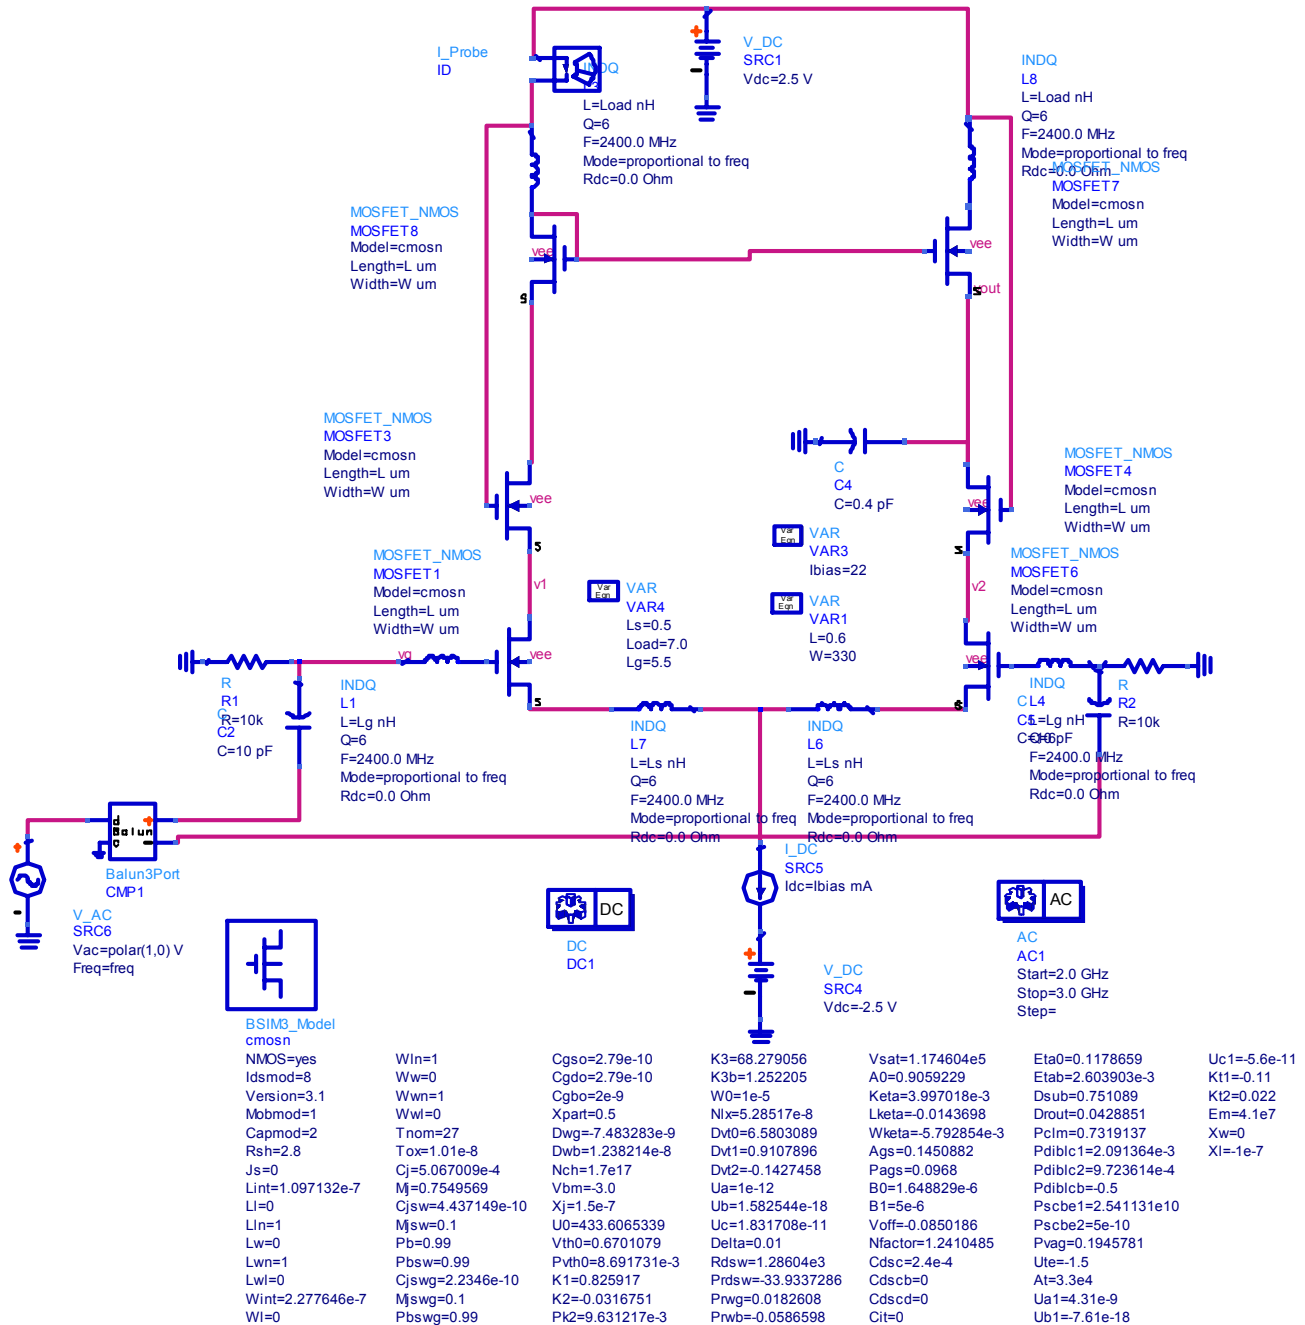 I_Probe
ID
INDQ
L=Load nH
Q=6
F=2400.0 MHz
Mode=proportional to freq
Rdc=0.0 Ohm
V_DC
SRC1
Vdc=2.5 V
INDQ
L8
L=Load nH
Q=6
F=2400.0 MHz
Mode=proportional to freq
Rdc=0.0 Ohm
MOSFET_NMOS
MOSFET7
Model=cmosn
Length=L um
Width=W um
MOSFET_NMOS
MOSFET8
Model=cmosn
Length=L um
Width=W um
vee
vee
vout
MOSFET_NMOS
MOSFET3
Model=cmosn
Length=L um
Width=W um
vee
C
C4
C=0.4 pF
MOSFET_NMOS
MOSFET4
Model=cmosn
Length=L um
Width=W um
vee
VAR
VAR3
Ibias=22
MOSFET_NMOS
MOSFET1
Model=cmosn
Length=L um
Width=W um
v1
Var
Eqn
VAR
VAR4
Ls=0.5
Load=7.0
Lg=5.5
Var
Eqn
VAR
VAR1
L=0.6
W=330
v2
MOSFET_NMOS
MOSFET6
Model=cmosn
Length=L um
Width=W um
vg
vee
vee
R
R1
R=10k
C
C2
C=10 pF
INDQ
L1
L=Lg nH
Q=6
F=2400.0 MHz
Mode=proportional to freq
Rdc=0.0 Ohm
INDQ
L7
L=Ls nH
Q=6
F=2400.0 MHz
Mode=proportional to freq
Rdc=0.0 Ohm
INDQ
L6
L=Ls nH
Q=6
F=2400.0 MHz
Mode=proportional to freq
Rdc=0.0 Ohm
INDQ
L4
L=Lg nH
Q=6
F=2400.0 MHz
Mode=proportional to freq
Rdc=0.0 Ohm
C
C5
R
R2
R=10k
Balun3Port
CMP1
V_AC
SRC6
Vac=polar(1,0) V
Freq=freq
I_DC
SRC5
Idc=Ibias mA
DC
DC
DC1
AC
AC
AC1
Start=2.0 GHz
Stop=3.0 GHz
Step=
V_DC
SRC4
Vdc=-2.5 V
BSIM3_Model
cmosn
NMOS=yes
Idsmod=8
Version=3.1
Mobmod=1
Capmod=2
Rsh=2.8
Js=0
Lint=1.097132e-7
Ll=0
Lln=1
Lw=0
Lwn=1
Lwl=0
Wint=2.277646e-7
Wl=0
Wln=1
Ww=0
Wwn=1
Wwl=0
Tnom=27
Tox=1.01e-8
Cj=5.067009e-4
Mj=0.7549569
Cjsw=4.437149e-10
Mjsw=0.1
Pb=0.99
Pbsw=0.99
Cjswg=2.2346e-10
Mjswg=0.1
Pbswg=0.99
Cgso=2.79e-10
Cgdo=2.79e-10
Cgbo=2e-9
Xpart=0.5
Dwg=-7.483283e-9
Dwb=1.238214e-8
Nch=1.7e17
Vbm=-3.0
Xj=1.5e-7
U0=433.6065339
Vth0=0.6701079
Pvth0=8.691731e-3
K1=0.825917
K2=-0.0316751
Pk2=9.631217e-3
K3=68.279056
K3b=1.252205
W0=1e-5
Nlx=5.28517e-8
Dvt0=6.5803089
Dvt1=0.9107896
Dvt2=-0.1427458
Ua=1e-12
Ub=1.582544e-18
Uc=1.831708e-11
Delta=0.01
Rdsw=1.28604e3
Prdsw=-33.9337286
Prwg=0.0182608
Prwb=-0.0586598
Vsat=1.174604e5
A0=0.9059229
Keta=3.997018e-3
Lketa=-0.0143698
Wketa=-5.792854e-3
Ags=0.1450882
Pags=0.0968
B0=1.648829e-6
B1=5e-6
Voff=-0.0850186
Nfactor=1.2410485
Cdsc=2.4e-4
Cdscb=0
Cdscd=0
Cit=0
Eta0=0.1178659
Etab=2.603903e-3
Dsub=0.751089
Drout=0.0428851
Pclm=0.7319137
Pdiblc1=2.091364e-3
Pdiblc2=9.723614e-4
Pdiblcb=-0.5
Pscbe1=2.541131e10
Pscbe2=5e-10
Pvag=0.1945781
Ute=-1.5
At=3.3e4
Ua1=4.31e-9
Ub1=-7.61e-18
Uc1=-5.6e-11
Kt1=-0.11
Kt2=0.022
Em=4.1e7
Xw=0
Xl=-1e-7